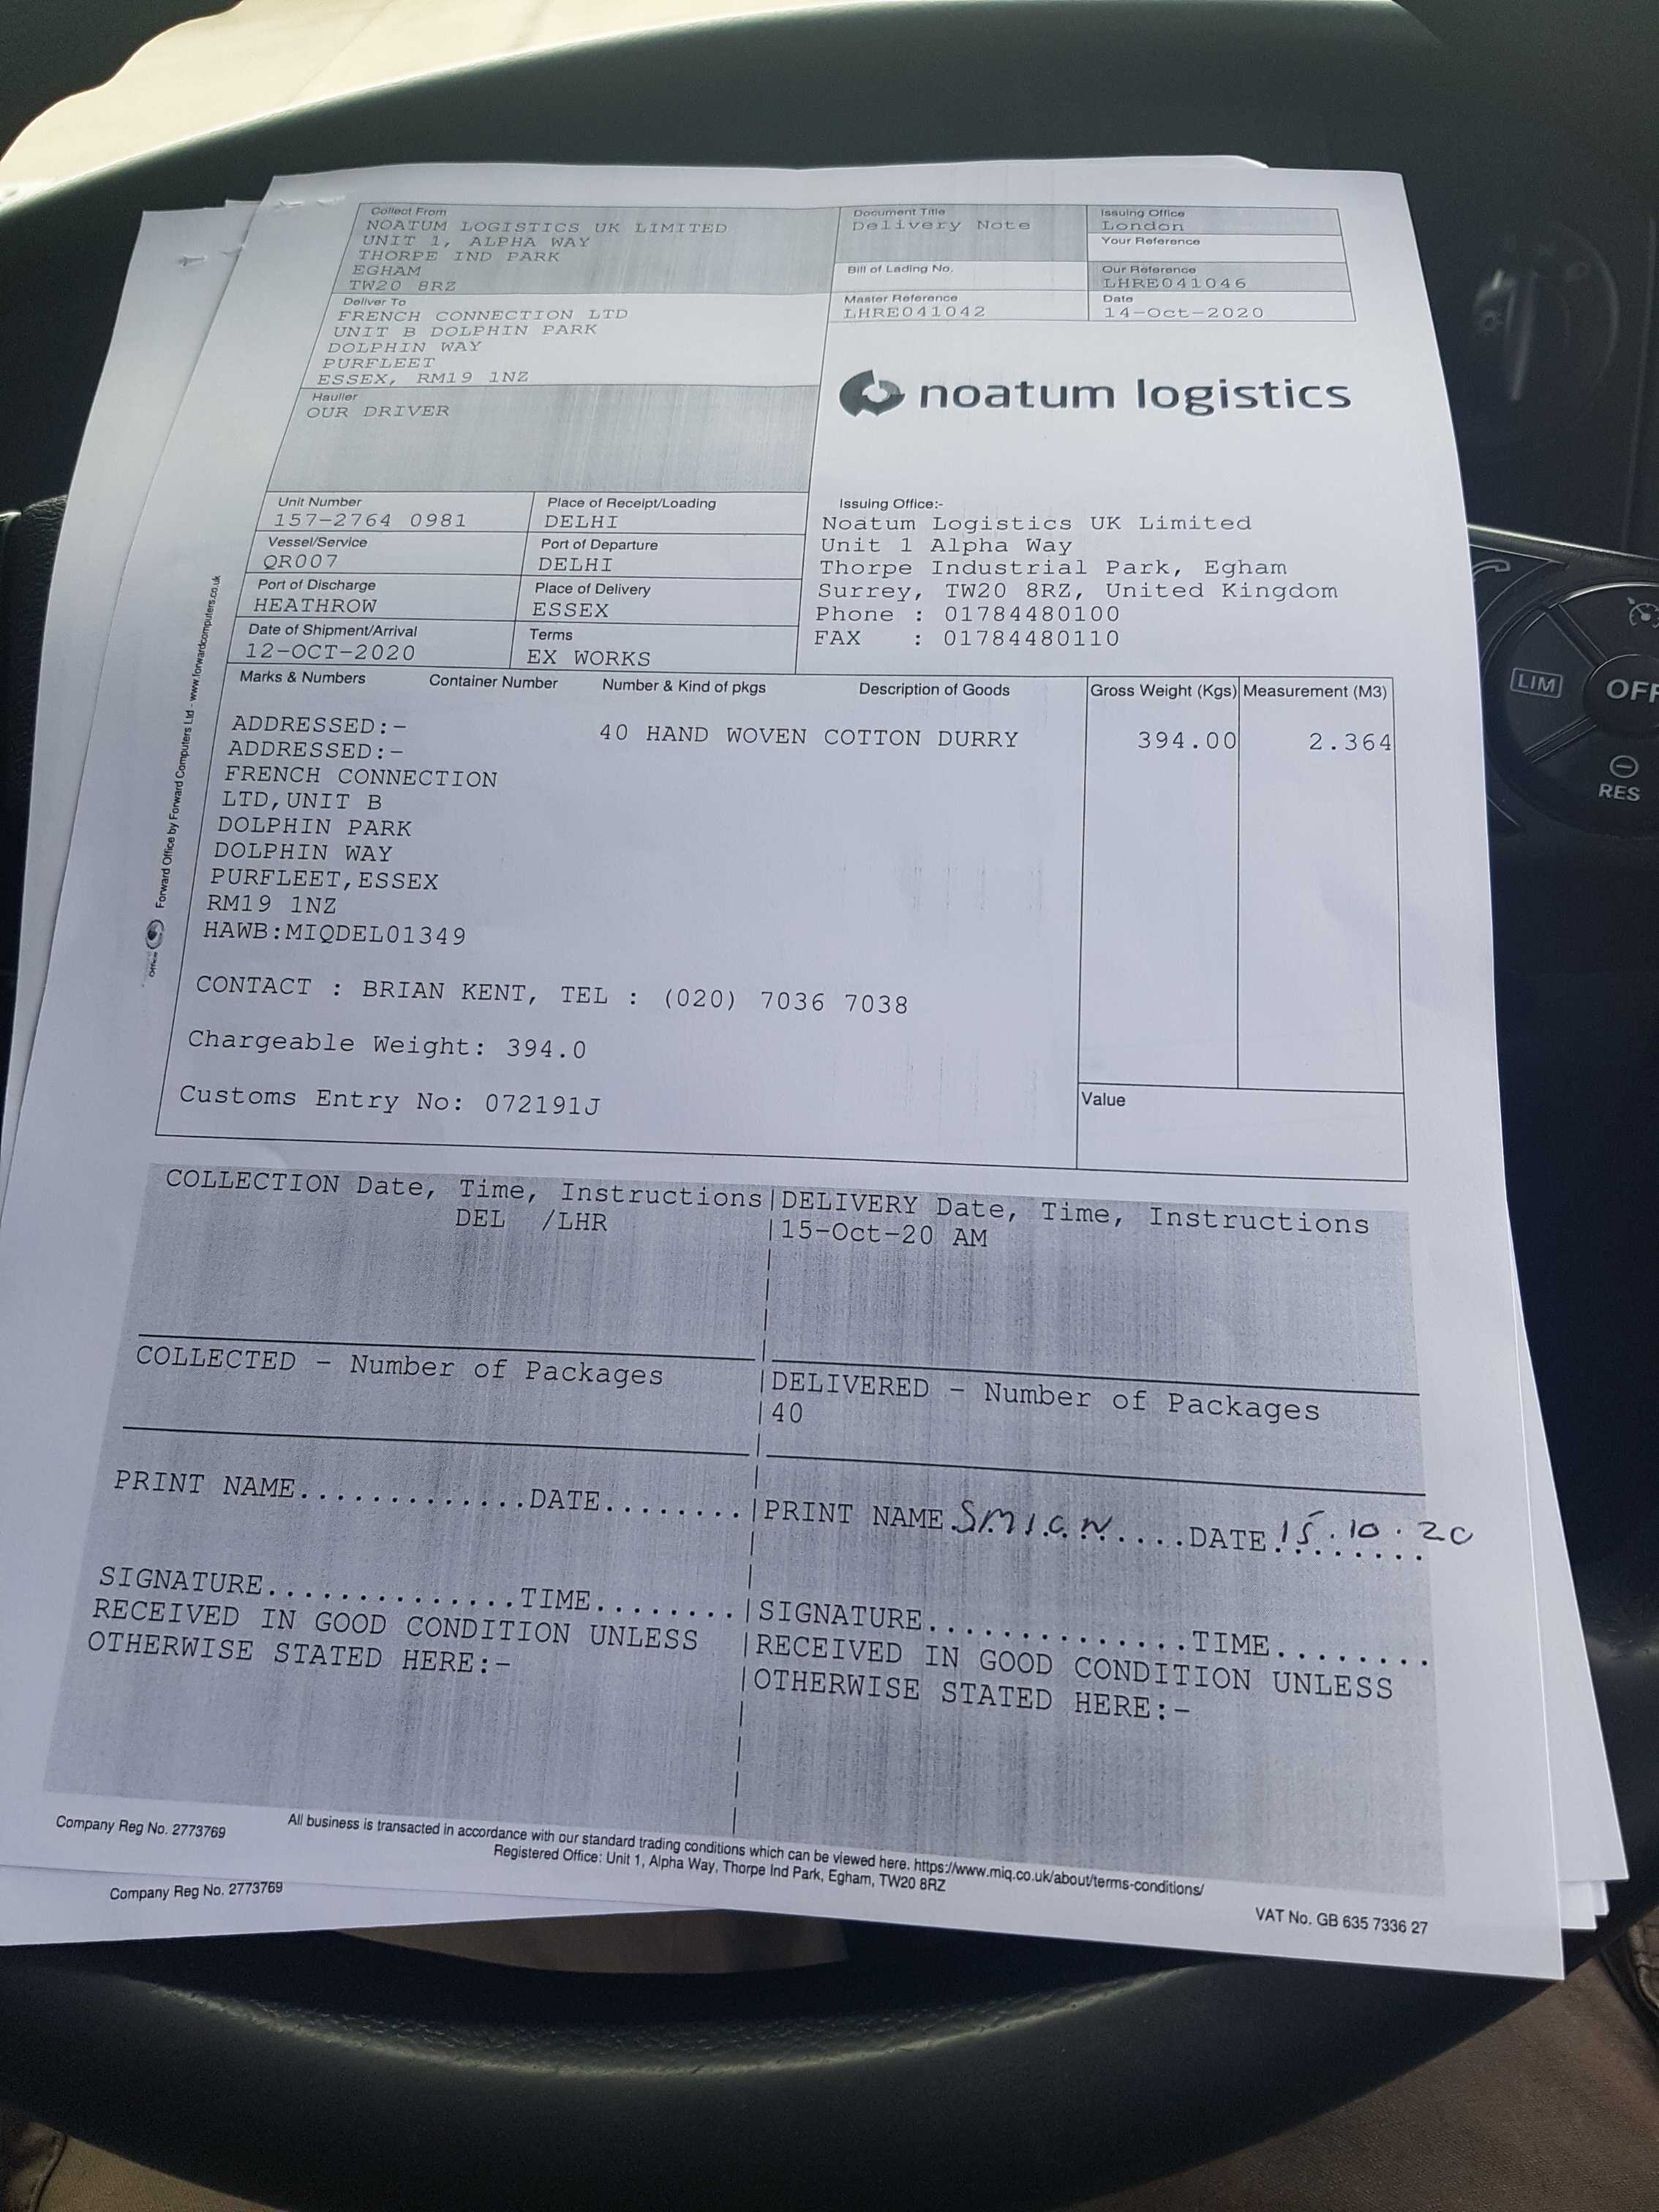 Collect From
NOATUM LOGISTICS UK LIMITED
UNIT 1, ALPHA WAY
THORPE IND PARK
EGHAM
TW20 8RZ
Document Title
Delivery Note
Issuing Office
London
Your Reference
Bill of Lading No.
Our Reference
LHRE041046
Master Reference
LHRE041042
Date
14-Oct-2020
Deliver To
FRENCH CONNECTION LTD
UNIT B DOLPHIN PARK
DOLPHIN WAY
PURFLEET
ESSEX, RM19 1NZ
noatum logistics
Haulier
OUR DRIVER
Unit Number
157-2764 0981
Place of Receipt/Loading
DELHI
Vessel/Service
QR007
Port of Departure
DELHI
Port of Discharge
HEATHROW
Place of Delivery
ESSEX
Date of Shipment/Arrival
12-OCT-2020
Terms
EX WORKS
Issuing Office:-
Noatum Logistics UK Limited
Unit 1 Alpha Way
Thorpe Industrial Park, Egham
Surrey, TW20 8RZ, United Kingdom
Phone : 01784480100
FAX : 01784480110
Marks & Numbers Container Number Number & Kind of pkgs Description of Goods Gross Weight (Kgs) Measurement (M3)
ADDRESSED:- 40 HAND WOVEN COTTON DURRY 394.00 2.364
ADDRESSED:-
FRENCH CONNECTION
LTD,UNIT B
DOLPHIN PARK
DOLPHIN WAY
PURFLEET,ESSEX
RM19 1NZ
HAWB:MIQDEL01349
CONTACT : BRIAN KENT, TEL : (020) 7036 7038
Chargeable Weight: 394.0
Customs Entry No: 072191J
Value
Forward Office by Forward Computers Ltd - www.forwardcomputers.co.uk
COLLECTION Date, Time, Instructions
DEL /LHR
DELIVERY Date, Time, Instructions
15-Oct-20 AM
COLLECTED - Number of Packages
DELIVERED - Number of Packages
40
PRINT NAME.............DATE........
PRINT NAME DATE 15.10.20
SIGNATURE..............TIME........
RECEIVED IN GOOD CONDITION UNLESS
OTHERWISE STATED HERE:-
SIGNATURE..............TIME........
RECEIVED IN GOOD CONDITION UNLESS
OTHERWISE STATED HERE:-
Company Reg No. 2773769
All business is transacted in accordance with our standard trading conditions which can be viewed here. https://www.miq.co.uk/about/terms-conditions/
Registered Office: Unit 1, Alpha Way, Thorpe Ind Park, Egham, TW20 8RZ
VAT No. GB 635 7336 27
Company Reg No. 2773769
LIM
OFF
RES